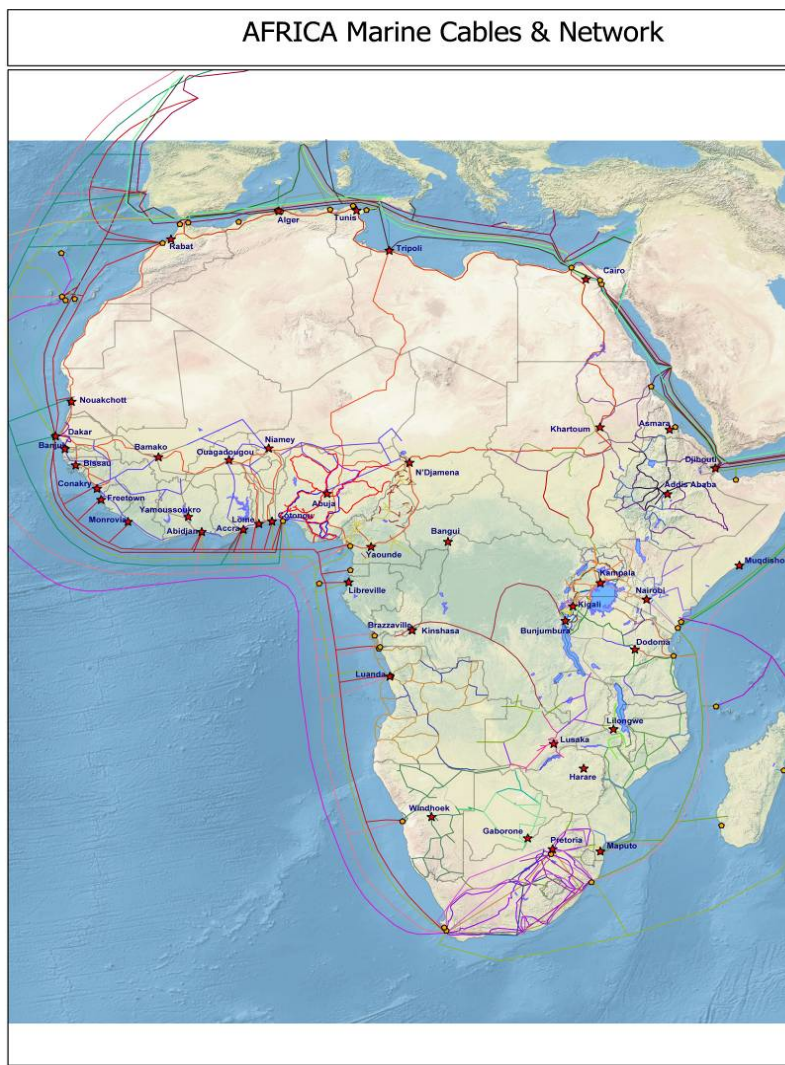 AFRICA Marine Cables & Network
Alger
Tunis
Rabat
Tripoli
Cairo
Nouakchott
Dakar
Banjul
Bissau
Bamako
Ouagadougou
Niamey
N'Djamena
Khartoum
Asmara
Djibouti
Addis Ababa
Conakry
Freetown
Monrovia
Yamoussoukro
Abidjan
Accra
Lome
Cotonou
Abuja
Yaounde
Bangui
Muqdisho
Libreville
Kampala
Nairobi
Kigali
Bunjumbura
Brazzaville
Kinshasa
Dodoma
Luanda
Lilongwe
Lusaka
Harare
Windhoek
Gaborone
Pretoria
Maputo